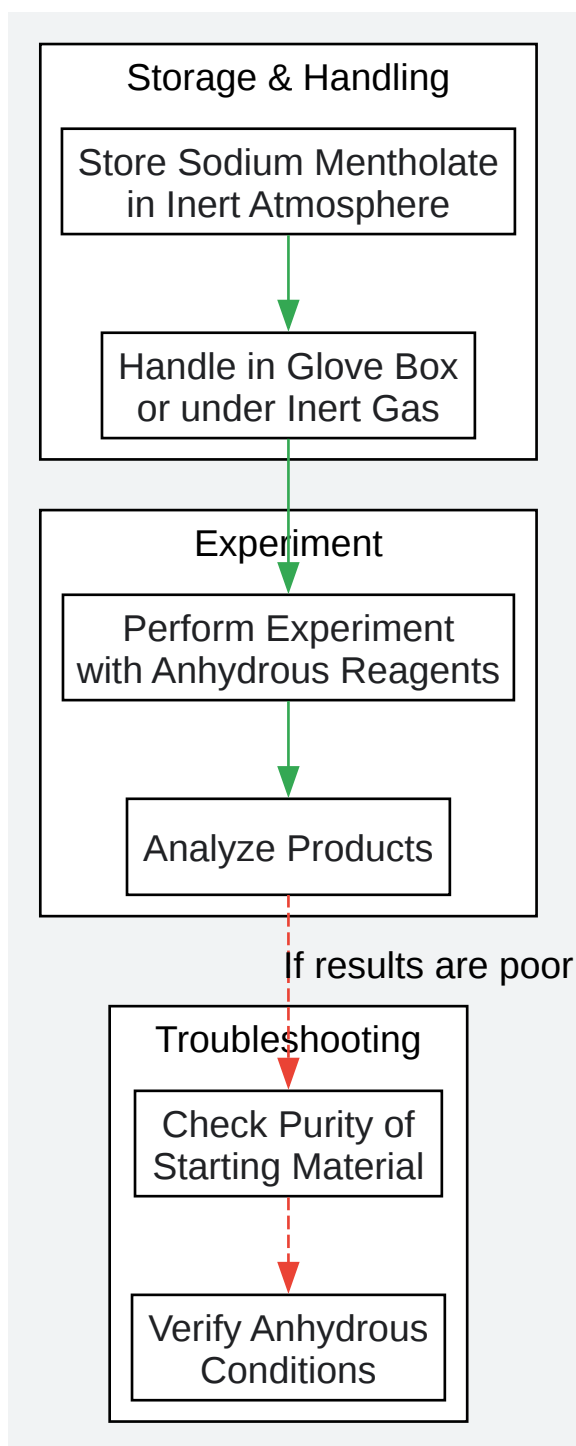 Storage & Handling
Store Sodium Mentholate
in Inert Atmosphere
Handle in Glove Box
or under Inert Gas
Experiment
Perform Experiment
with Anhydrous Reagents
Analyze Products
If results are poor
Troubleshooting
Check Purity of
Starting Material
Verify Anhydrous
Conditions